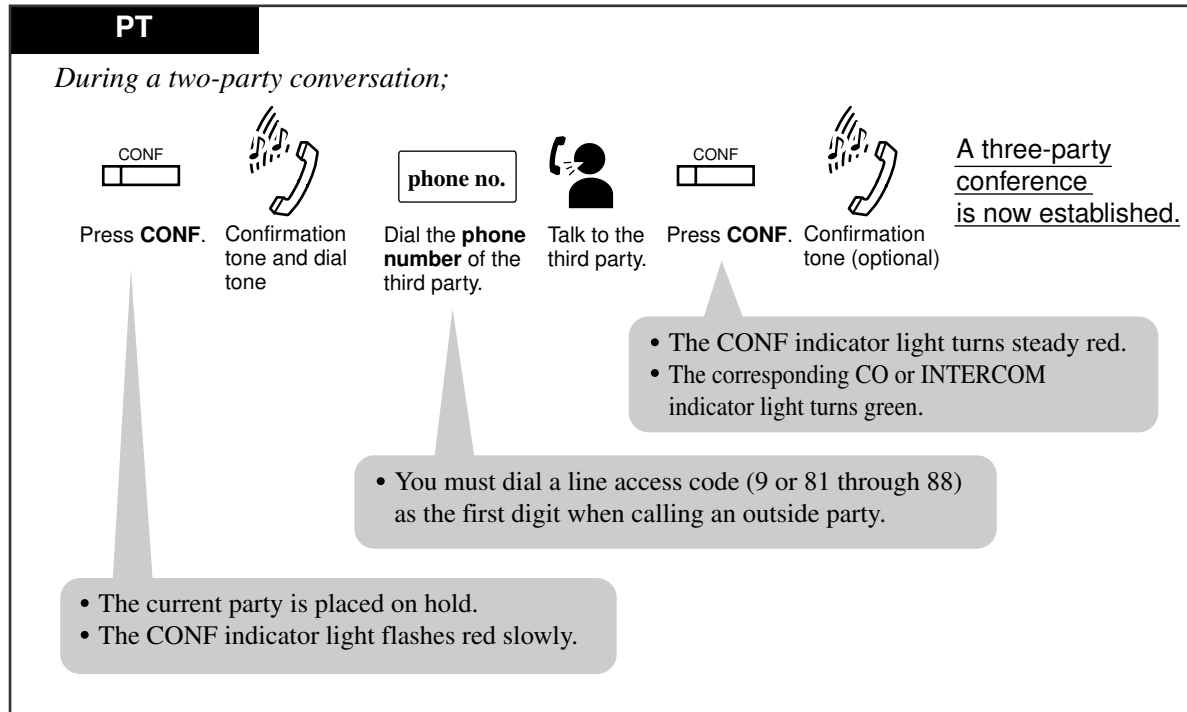 PT
During a two-party conversation;
CONF
Press CONF.
Confirmation
tone and dial
tone
phone no.
Dial the phone
number of the
third party.
Talk to the
third party.
CONF
Press CONF.
Confirmation
tone (optional)
A three-party
conference
is now established.
• The CONF indicator light turns steady red.
• The corresponding CO or INTERCOM
indicator light turns green.
• You must dial a line access code (9 or 81 through 88)
as the first digit when calling an outside party.
• The current party is placed on hold.
• The CONF indicator light flashes red slowly.